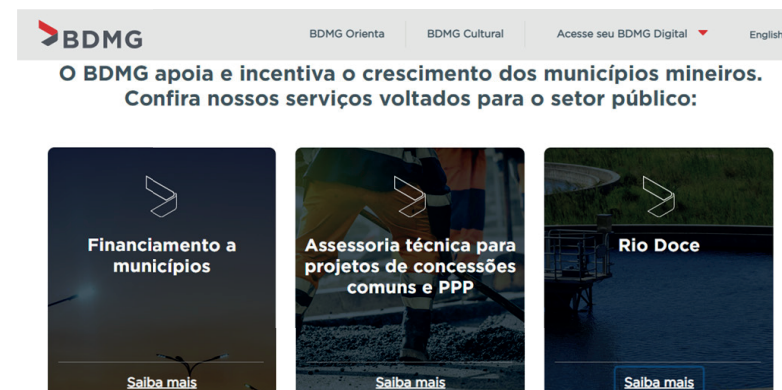 BDMG
BDMG Orienta
BDMG Cultural
Acesse seu BDMG Digital
English
O BDMG apoia e incentiva o crescimento dos municípios mineiros.
Confira nossos serviços voltados para o setor público:
Financiamento a
municípios
Saiba mais
Assessoria técnica para
projetos de concessões
comuns e PPP
Saiba mais
Rio Doce
Saiba mais